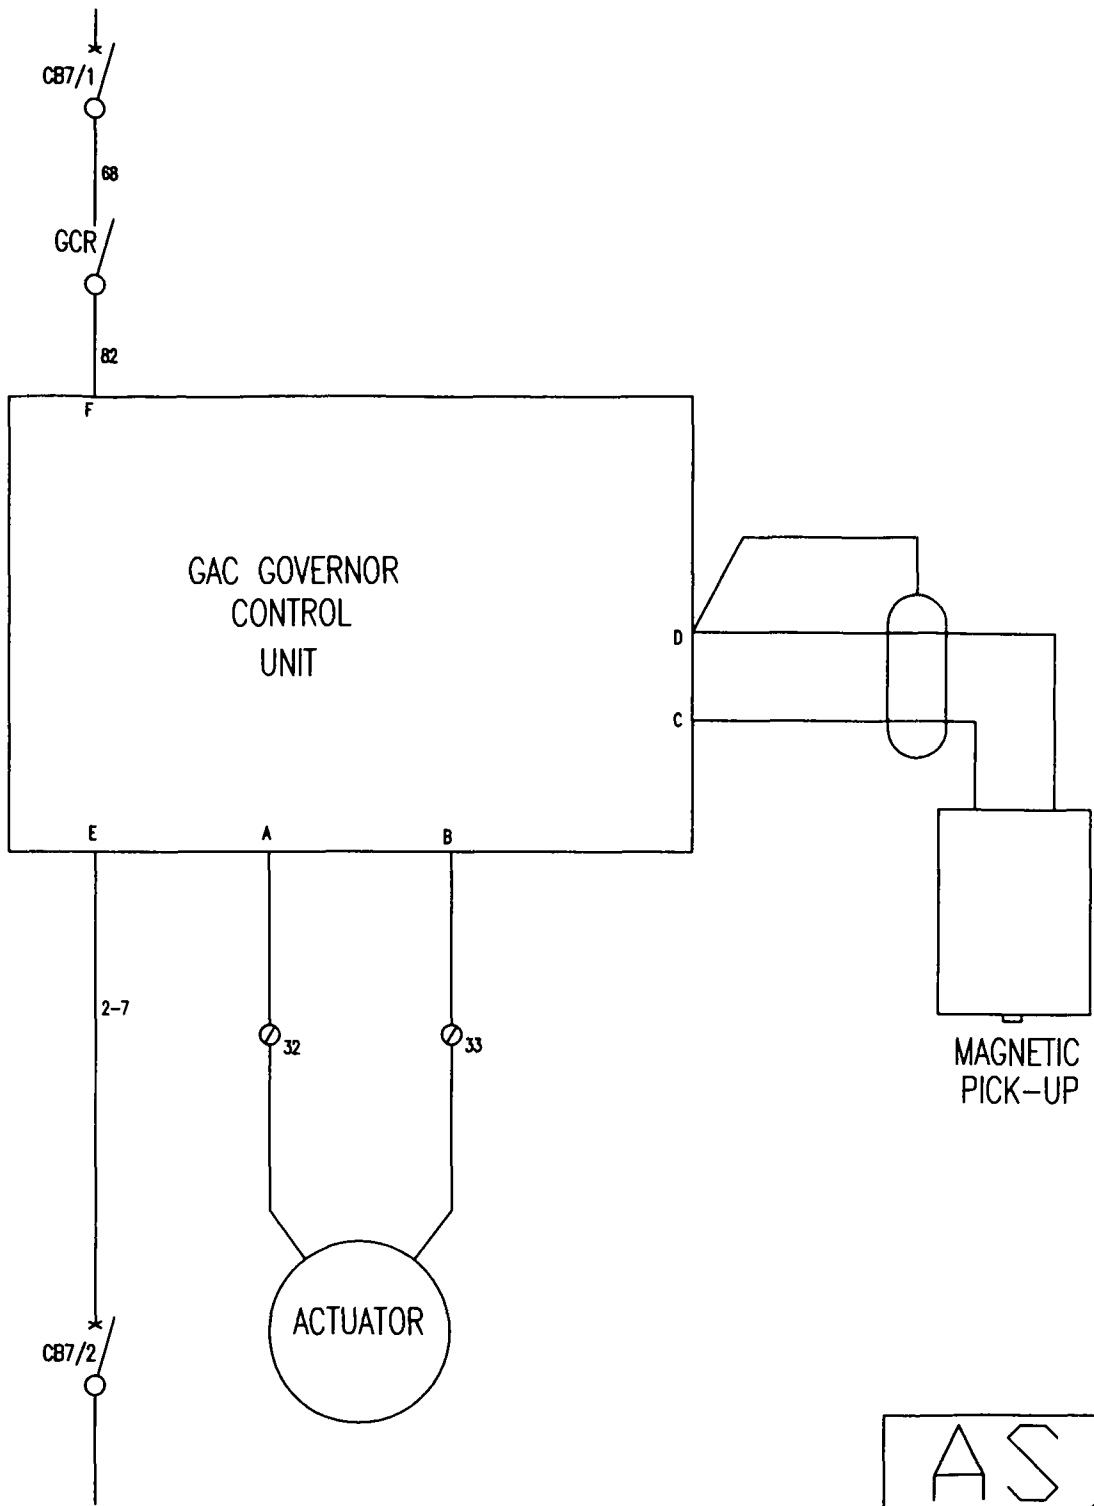 CB7/1
68
GCR
82
F
GAC GOVERNOR
CONTROL
UNIT
D
C
E
A
B
2-7
32
33
MAGNETIC
PICK-UP
ACTUATOR
CB7/2
AS